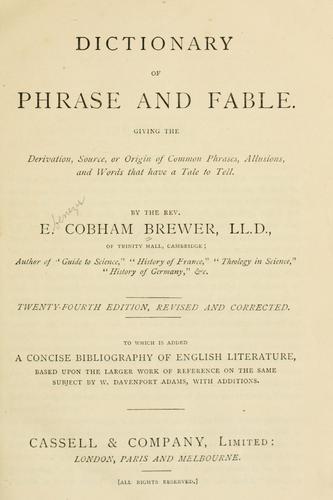 DICTIONARY
OF
PHRASE AND FABLE.
GIVING THE
Derivation, Source, or Origin of Common Phrases, Allusions,
and Words that have a Tale to Tell.
BY THE REV.
E. COBHAM BREWER, LL.D.,
OF TRINITY HALL, CAMBRIDGE;
Author of "Guide to Science," "History of France," "Theology in Science,"
"History of Germany," &c.
TWENTY-FOURTH EDITION, REVISED AND CORRECTED.
TO WHICH IS ADDED
A CONCISE BIBLIOGRAPHY OF ENGLISH LITERATURE,
BASED UPON THE LARGER WORK OF REFERENCE ON THE SAME
SUBJECT BY W. DAVENPORT ADAMS, WITH ADDITIONS.
CASSELL & COMPANY, LIMITED:
LONDON, PARIS AND MELBOURNE.
[ALL RIGHTS RESERVED.]